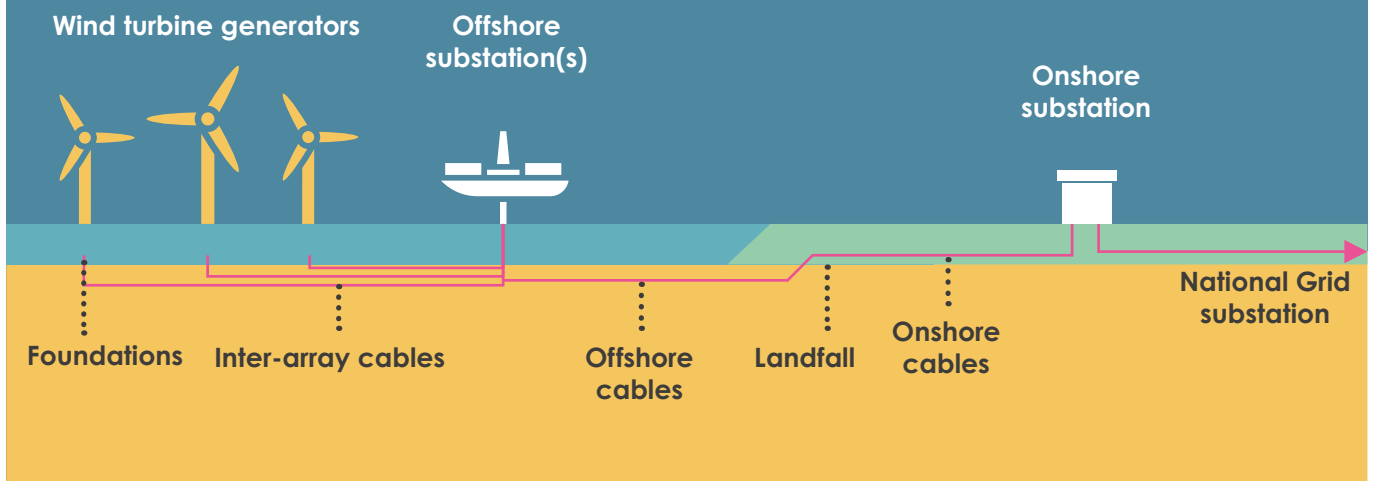 Wind turbine generators
Offshore
substation(s)
Onshore
substation
National Grid
substation
Foundations
Inter-array cables
Offshore
cables
Landfall
Onshore
cables